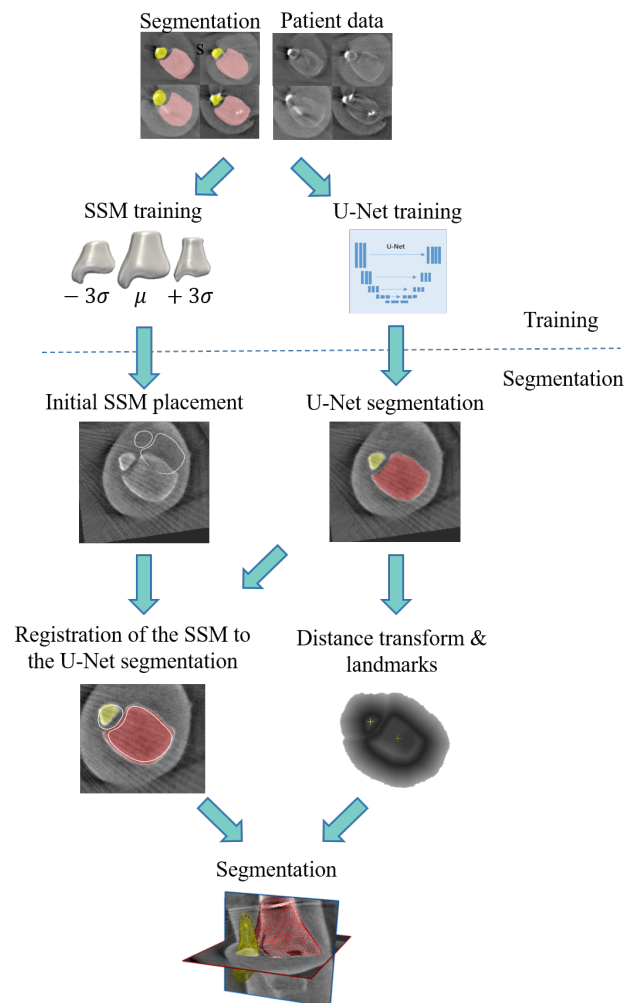 Segmentation
s
Patient data
SSM training
U-Net training
U-Net
− 3σ μ + 3σ
Training
Segmentation
Initial SSM placement
U-Net segmentation
Registration of the SSM to
the U-Net segmentation
Distance transform &
landmarks
Segmentation